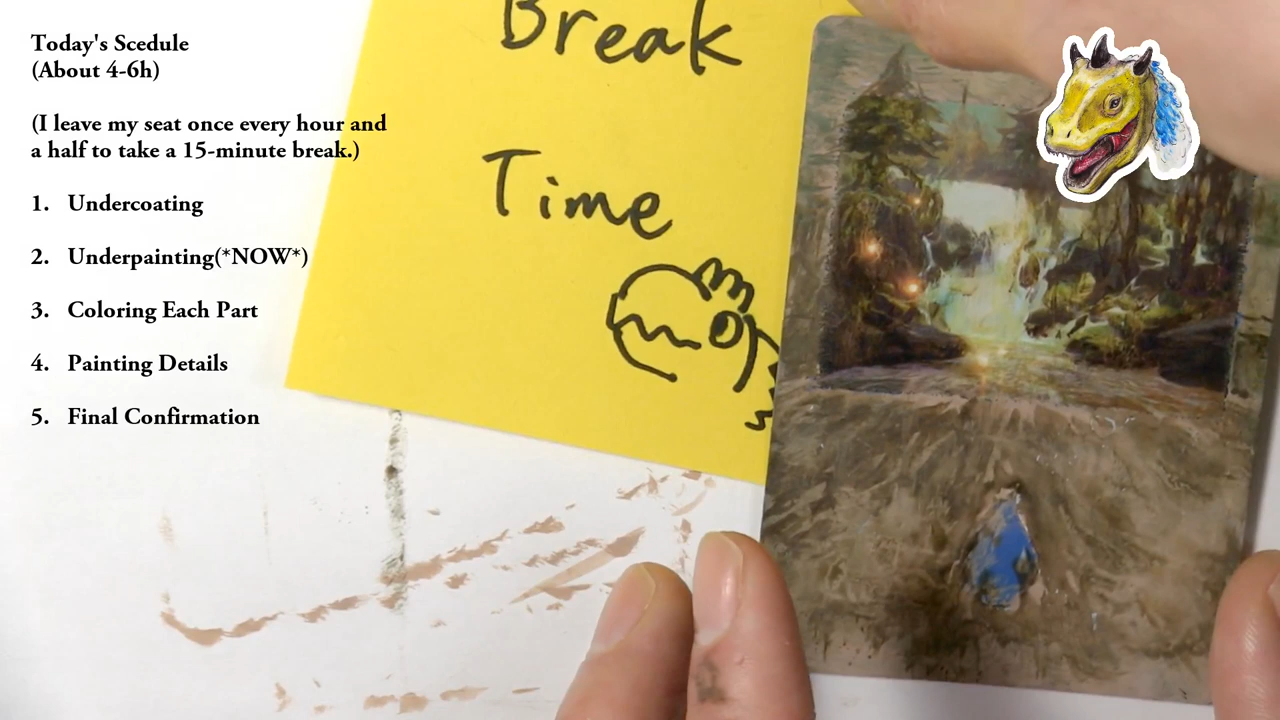 Today's Scedule
(About 4-6h)
(I leave my seat once every hour and
a half to take a 15-minute break.)
1. Undercoating
2. Underpainting(*NOW*)
3. Coloring Each Part
4. Painting Details
5. Final Confirmation
Break
Time